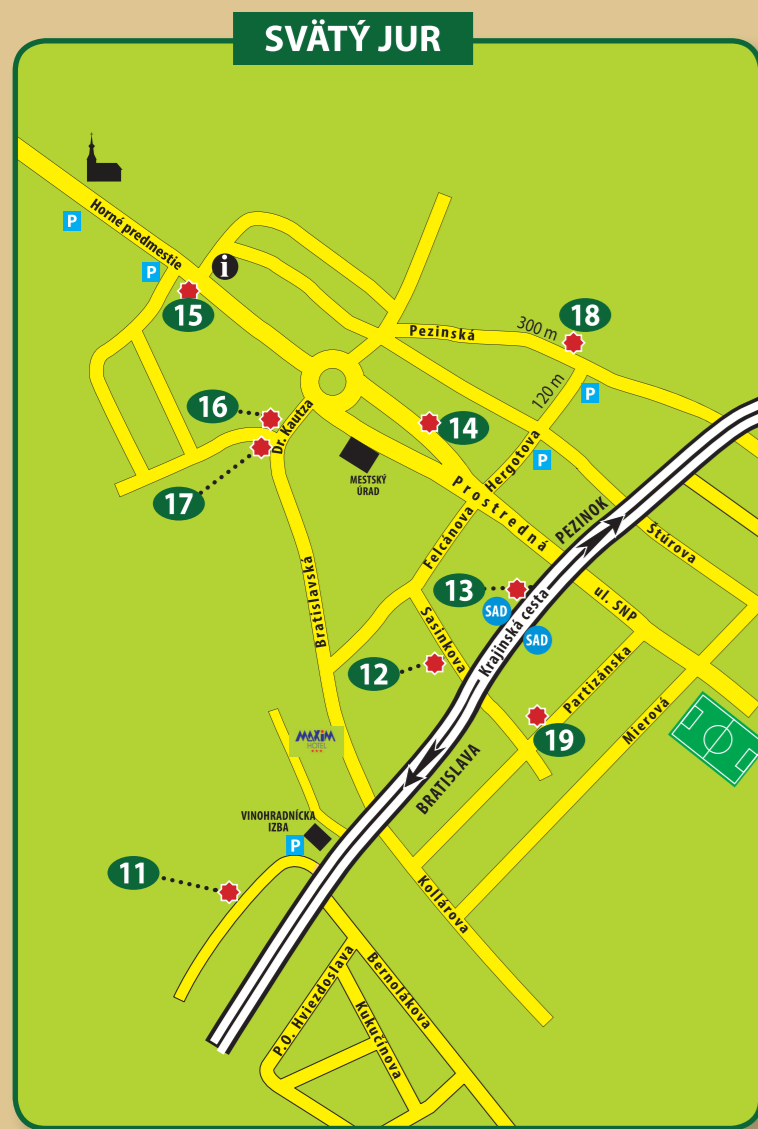 SVÄTÝ JUR
Horné predmestie
P
P
i
15
Pezinská
300 m
18
120 m
P
16
Dr. Kautza
14
17
MESTSKÝ
ÚRAD
Hergotova
P
Prostredná
PEZINOK
Felcánova
Štúrova
Bratislavská
13
SAD
Krajinská cesta
SAD
ul. SNP
Sasinkova
12
Partizánska
19
Mierová
MAXIM
HOTEL
BRATISLAVA
VINOHRADNÍCKA
IZBA
P
11
Kollárova
P.O. Hviezdoslava
Bernolákova
Kukučínova